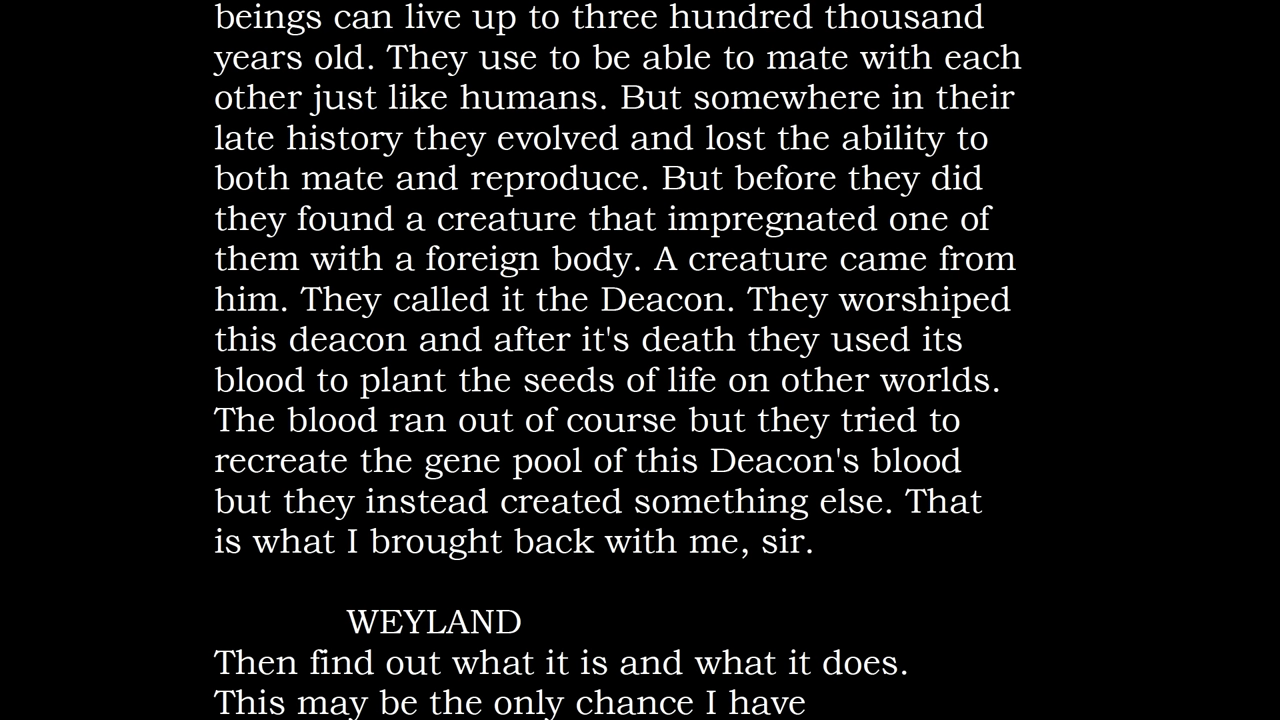 beings can live up to three hundred thousand
years old. They use to be able to mate with each
other just like humans. But somewhere in their
late history they evolved and lost the ability to
both mate and reproduce. But before they did
they found a creature that impregnated one of
them with a foreign body. A creature came from
him. They called it the Deacon. They worshiped
this deacon and after it's death they used its
blood to plant the seeds of life on other worlds.
The blood ran out of course but they tried to
recreate the gene pool of this Deacon's blood
but they instead created something else. That
is what I brought back with me, sir.
WEYLAND
Then find out what it is and what it does.
This may be the only chance I have